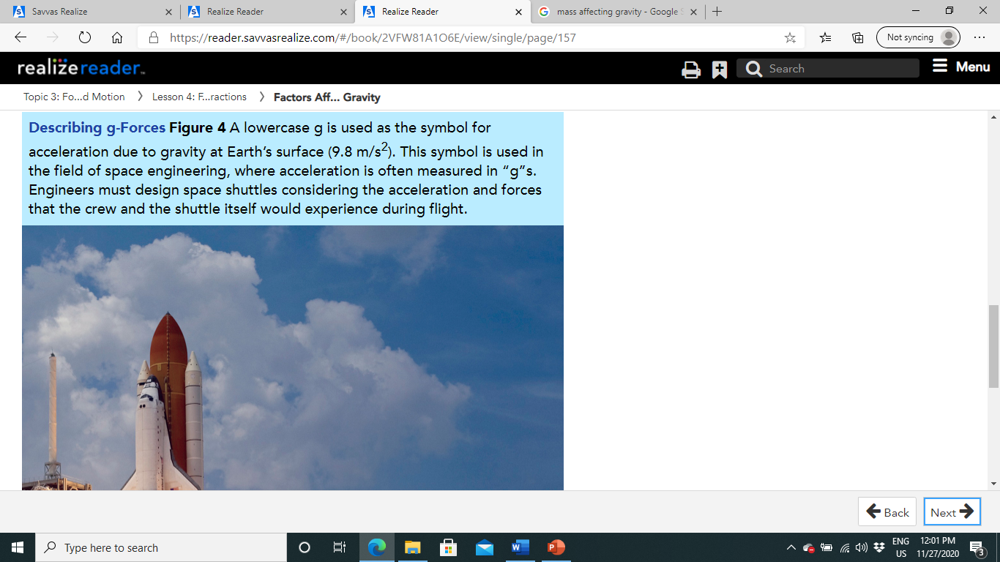 Savvas Realize
Realize Reader
Realize Reader
mass affecting gravity - Google S
https://reader.savvasrealize.com/#/book/2VFW81A1O6E/view/single/page/157
Not syncing
realizereader™
Search
Menu
Topic 3: Fo...d Motion
Lesson 4: F...ractions
Factors Aff... Gravity
Describing g-Forces Figure 4 A lowercase g is used as the symbol for
acceleration due to gravity at Earth's surface (9.8 m/s²). This symbol is used in
the field of space engineering, where acceleration is often measured in "g"s.
Engineers must design space shuttles considering the acceleration and forces
that the crew and the shuttle itself would experience during flight.
Back
Next
Type here to search
ENG
US
12:01 PM
11/27/2020
3